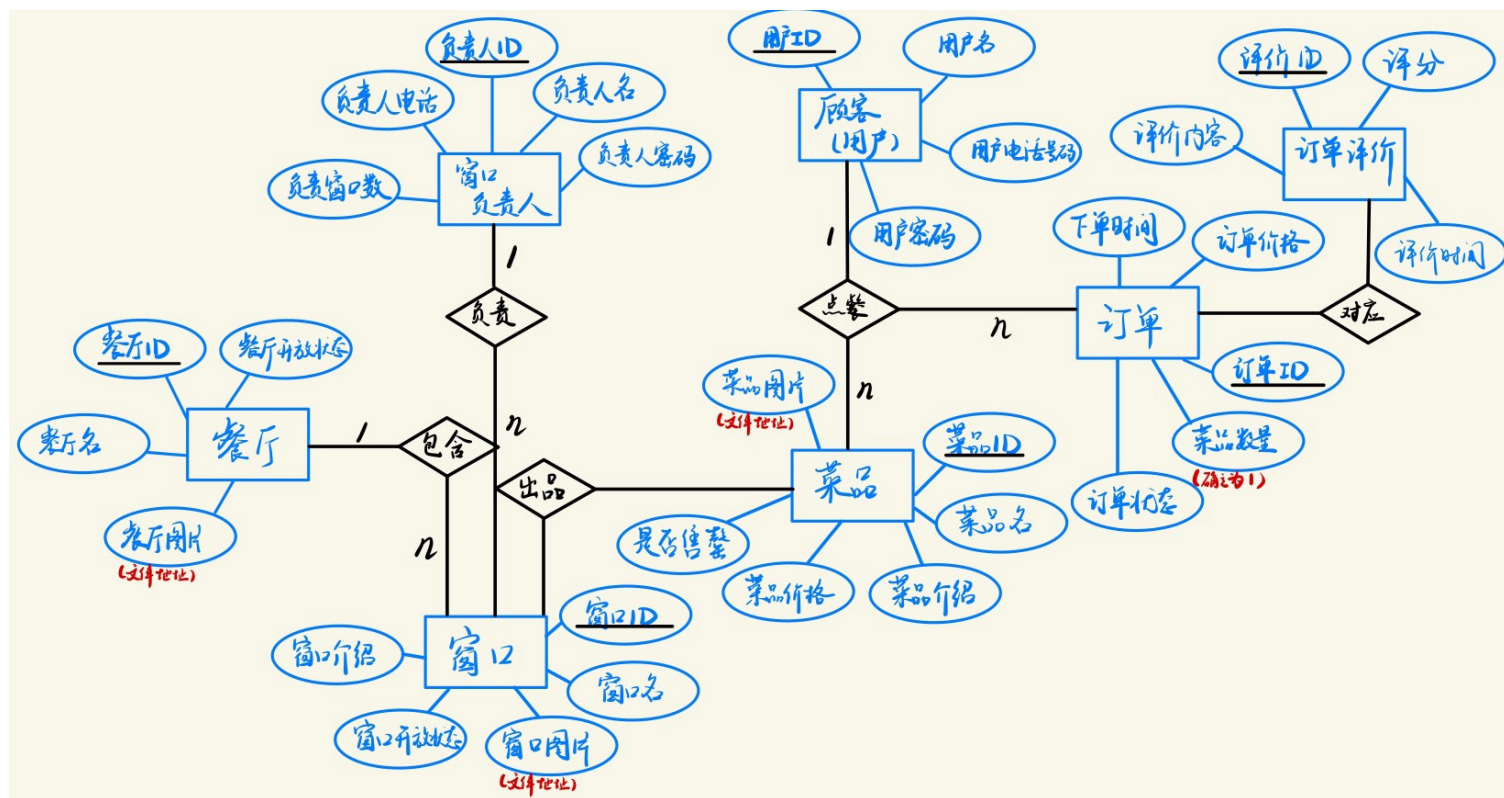 负责人ID
负责人电话
负责人名
负责窗口数
窗口
负责人
负责人密码
1
负责
n
用户ID
用户名
顾客
(用户)
用户电话号码
用户密码
1
点餐
n
n
评价ID
评分
评价内容
订单评价
评价时间
对应
下单时间
订单价格
订单
订单ID
菜品数量
(确定为1)
订单状态
餐厅ID
餐厅开放状态
餐厅名
餐厅
餐厅图片
(文件地址)
1
包含
n
出品
菜品图片
(文件地址)
菜品ID
菜品
菜品名
是否售罄
菜品价格
菜品介绍
窗口ID
窗口介绍
窗口
窗口名
窗口开放状态
窗口图片
(文件地址)